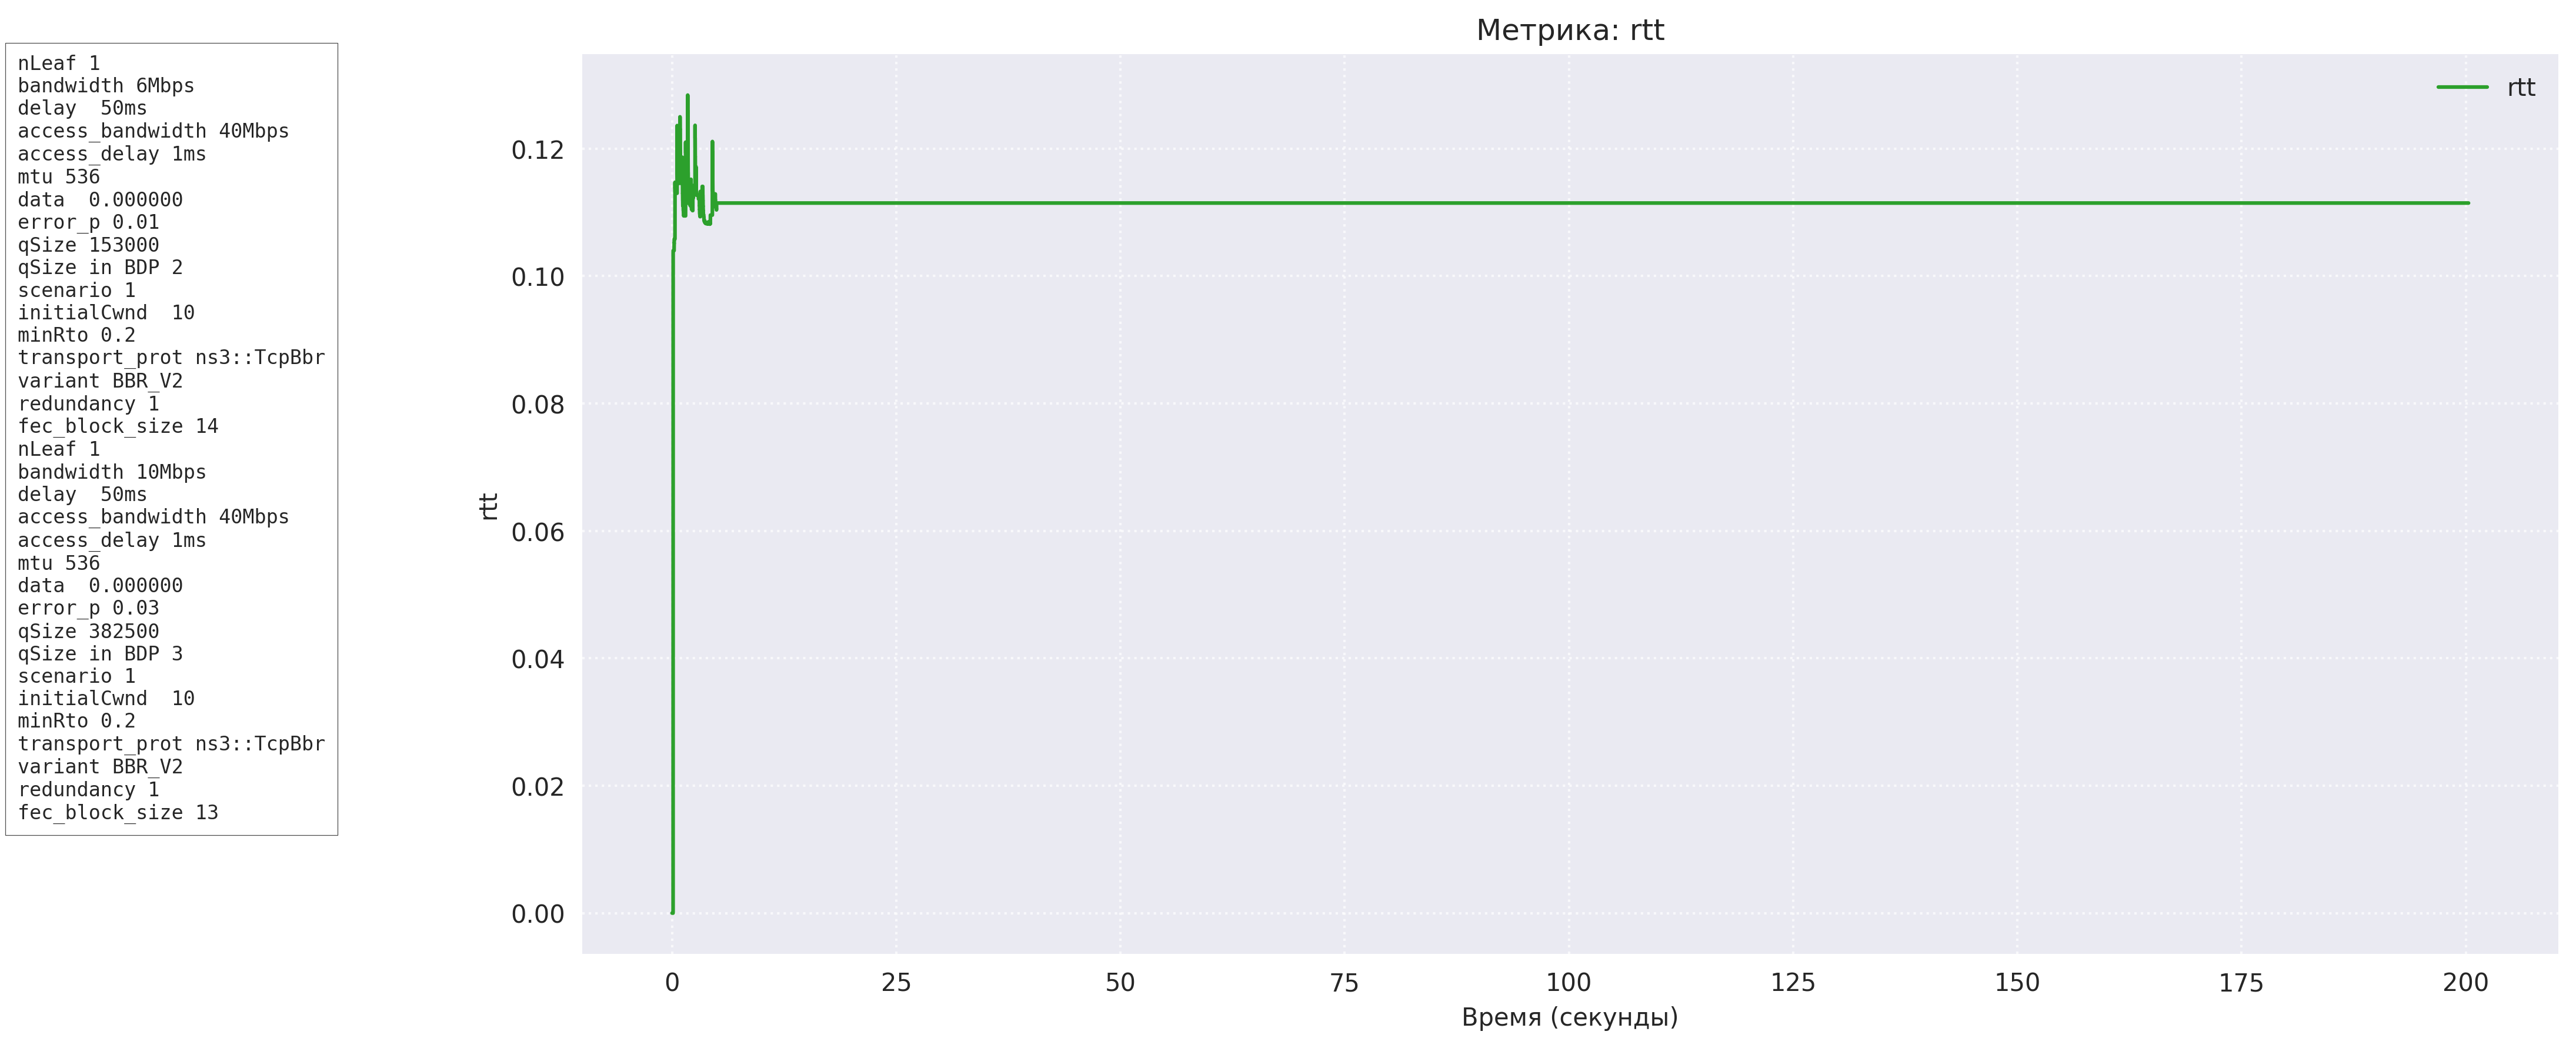 nLeaf 1
bandwidth 6Mbps
delay  50ms
access_bandwidth 40Mbps
access_delay 1ms
mtu 536
data  0.000000
error_p 0.01
qSize 153000
qSize in BDP 2
scenario 1
initialCwnd  10
minRto 0.2
transport_prot ns3::TcpBbr
variant BBR_V2
redundancy 1
fec_block_size 14
nLeaf 1
bandwidth 10Mbps
delay  50ms
access_bandwidth 40Mbps
access_delay 1ms
mtu 536
data  0.000000
error_p 0.03
qSize 382500
qSize in BDP 3
scenario 1
initialCwnd  10
minRto 0.2
transport_prot ns3::TcpBbr
variant BBR_V2
redundancy 1
fec_block_size 13
Метрика: rtt
rtt
rtt
0.12
0.10
0.08
0.06
0.04
0.02
0.00
0 25 50 75 100 125 150 175 200
Время (секунды)